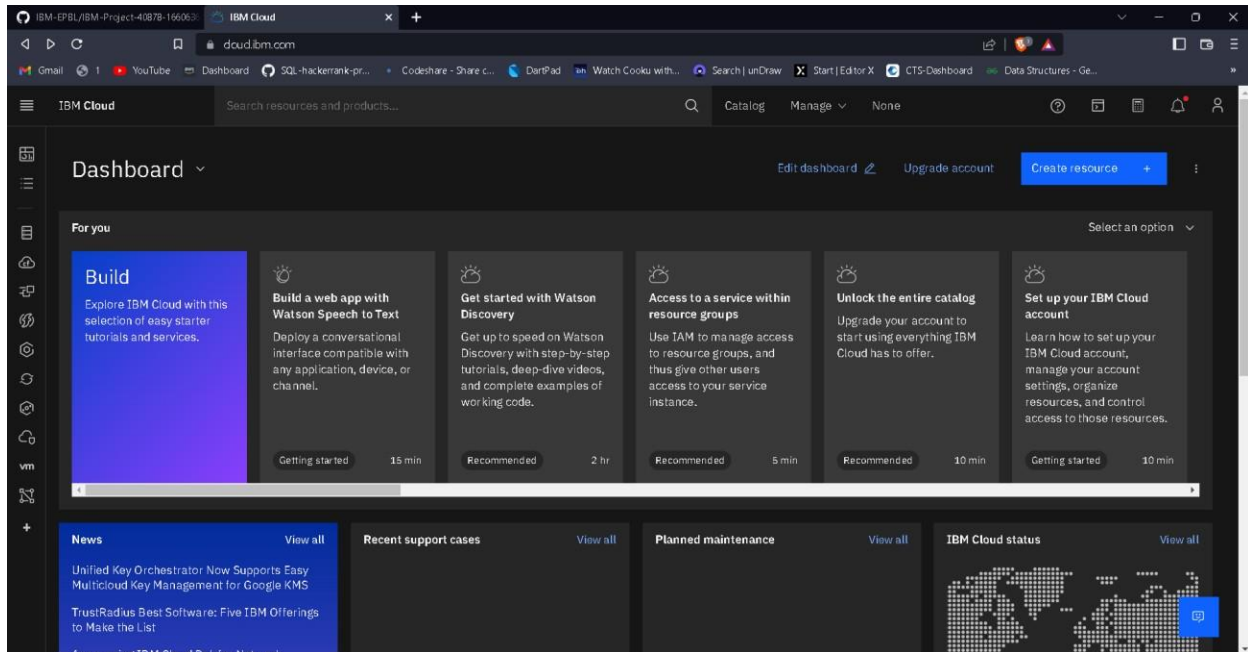 IBM-EPBL/IBM-Project-40878-166063
IBM Cloud
cloud.ibm.com
Gmail
1
YouTube
Dashboard
SQL-hackerrank-pr...
Codeshare - Share c...
DartPad
Watch Cooku with...
Search | unDraw
Start | Editor X
CTS-Dashboard
Data Structures - Ge...
»
IBM Cloud
Search resources and products...
Catalog
Manage
None
Dashboard
Edit dashboard
Upgrade account
Create resource +
For you
Select an option
Build
Explore IBM Cloud with this
selection of easy starter
tutorials and services.
Build a web app with
Watson Speech to Text
Deploy a conversational
interface compatible with
any application, device, or
channel.
Getting started
15 min
Get started with Watson
Discovery
Get up to speed on Watson
Discovery with step-by-step
tutorials, deep-dive videos,
and complete examples of
working code.
Recommended
2 hr
Access to a service within
resource groups
Use IAM to manage access
to resource groups, and
thus give other users
access to your service
instance.
Recommended
5 min
Unlock the entire catalog
Upgrade your account to
start using everything IBM
Cloud has to offer.
Recommended
10 min
Set up your IBM Cloud
account
Learn how to set up your
IBM Cloud account,
manage your account
settings, organize
resources, and control
access to those resources.
Getting started
10 min
vm
News
View all
Unified Key Orchestrator Now Supports Easy
Multicloud Key Management for Google KMS
TrustRadius Best Software: Five IBM Offerings
to Make the List
Recent support cases
View all
Planned maintenance
View all
IBM Cloud status
View all